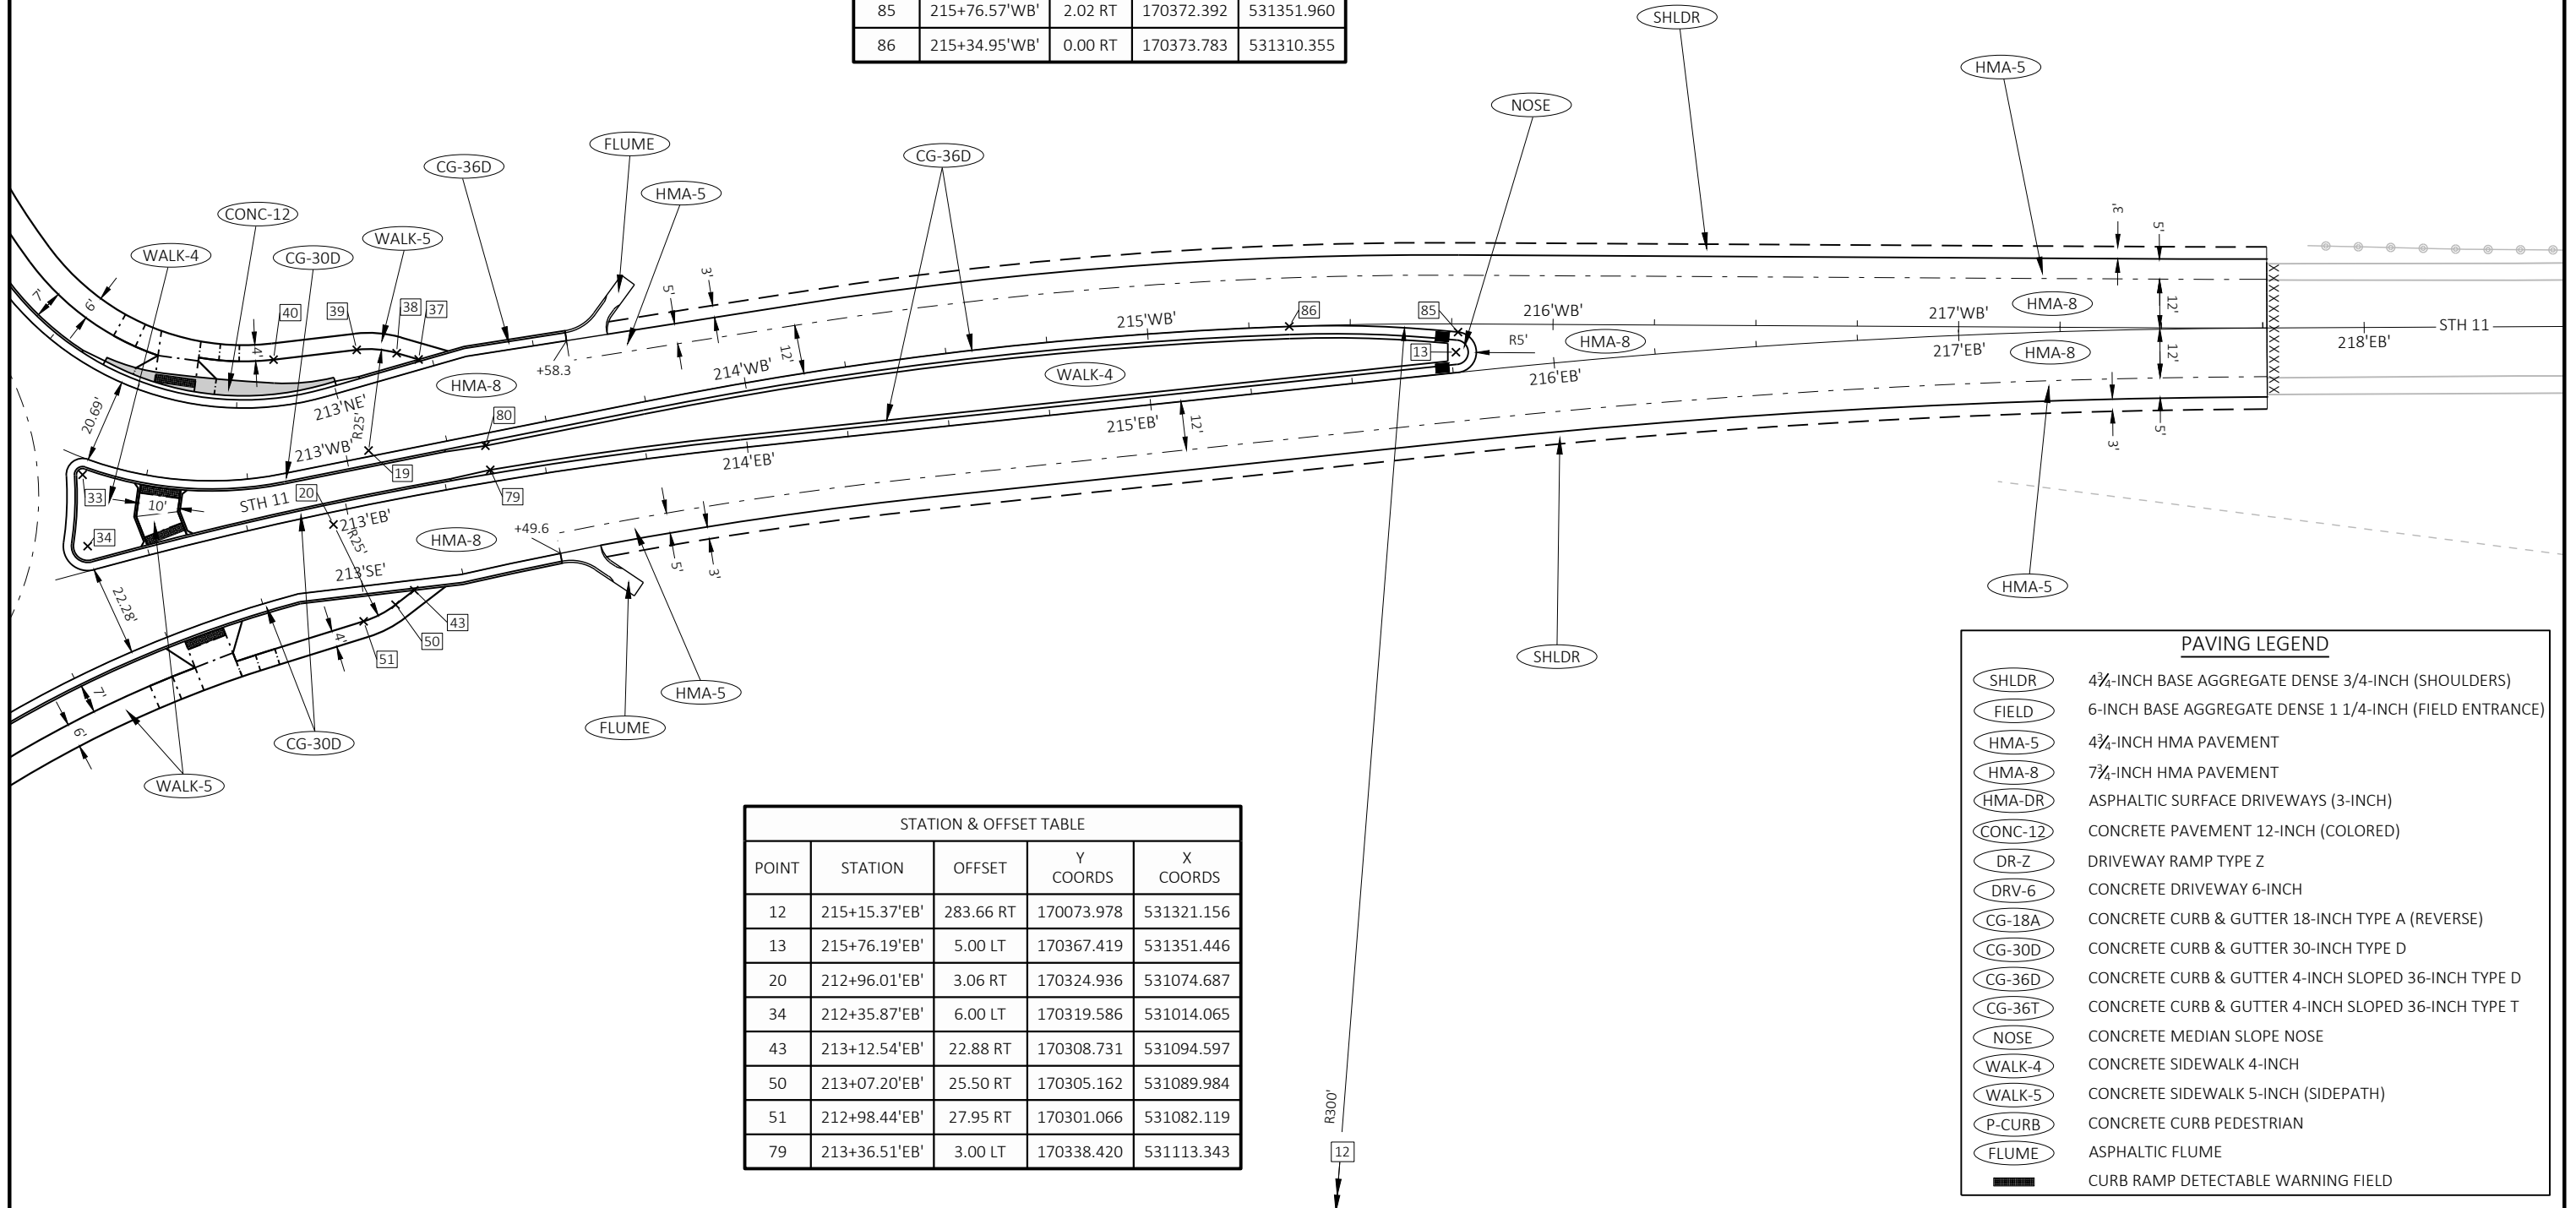 85 215+76.57'WB' 2.02 RT 170372.392 531351.960
86 215+34.95'WB' 0.00 RT 170373.783 531310.355
SHLDR
HMA-5
NOSE
FLUME
CG-36D
CG-36D
HMA-5
CONC-12
WALK-5
WALK-4
CG-30D
3'
5'
3'
5'
7'
6'
40
39
38
37
4'
+58.3
12'
215'WB'
86
85
216'WB'
217'WB'
HMA-8
12'
STH 11
218'EB'
13
R5'
HMA-8
217'EB'
HMA-8
12'
HMA-8
214'WB'
WALK-4
216'EB'
213'NE'
R25'
20.69'
80
215'EB'
12'
213'WB'
19
214'EB'
3'
5'
33
10'
STH 11
20
79
213'EB'
R25'
+49.6
34
HMA-8
5'
3'
213'SE'
22.28'
43
50
51
4'
HMA-5
SHLDR
HMA-5
7'
6'
FLUME
CG-30D
WALK-5
R300'
12
STATION & OFFSET TABLE
POINT STATION OFFSET Y COORDS X COORDS
12 215+15.37'EB' 283.66 RT 170073.978 531321.156
13 215+76.19'EB' 5.00 LT 170367.419 531351.446
20 212+96.01'EB' 3.06 RT 170324.936 531074.687
34 212+35.87'EB' 6.00 LT 170319.586 531014.065
43 213+12.54'EB' 22.88 RT 170308.731 531094.597
50 213+07.20'EB' 25.50 RT 170305.162 531089.984
51 212+98.44'EB' 27.95 RT 170301.066 531082.119
79 213+36.51'EB' 3.00 LT 170338.420 531113.343
PAVING LEGEND
SHLDR 4¾-INCH BASE AGGREGATE DENSE 3/4-INCH (SHOULDERS)
FIELD 6-INCH BASE AGGREGATE DENSE 1 1/4-INCH (FIELD ENTRANCE)
HMA-5 4¾-INCH HMA PAVEMENT
HMA-8 7¾-INCH HMA PAVEMENT
HMA-DR ASPHALTIC SURFACE DRIVEWAYS (3-INCH)
CONC-12 CONCRETE PAVEMENT 12-INCH (COLORED)
DR-Z DRIVEWAY RAMP TYPE Z
DRV-6 CONCRETE DRIVEWAY 6-INCH
CG-18A CONCRETE CURB & GUTTER 18-INCH TYPE A (REVERSE)
CG-30D CONCRETE CURB & GUTTER 30-INCH TYPE D
CG-36D CONCRETE CURB & GUTTER 4-INCH SLOPED 36-INCH TYPE D
CG-36T CONCRETE CURB & GUTTER 4-INCH SLOPED 36-INCH TYPE T
NOSE CONCRETE MEDIAN SLOPE NOSE
WALK-4 CONCRETE SIDEWALK 4-INCH
WALK-5 CONCRETE SIDEWALK 5-INCH (SIDEPATH)
P-CURB CONCRETE CURB PEDESTRIAN
FLUME ASPHALTIC FLUME
CURB RAMP DETECTABLE WARNING FIELD